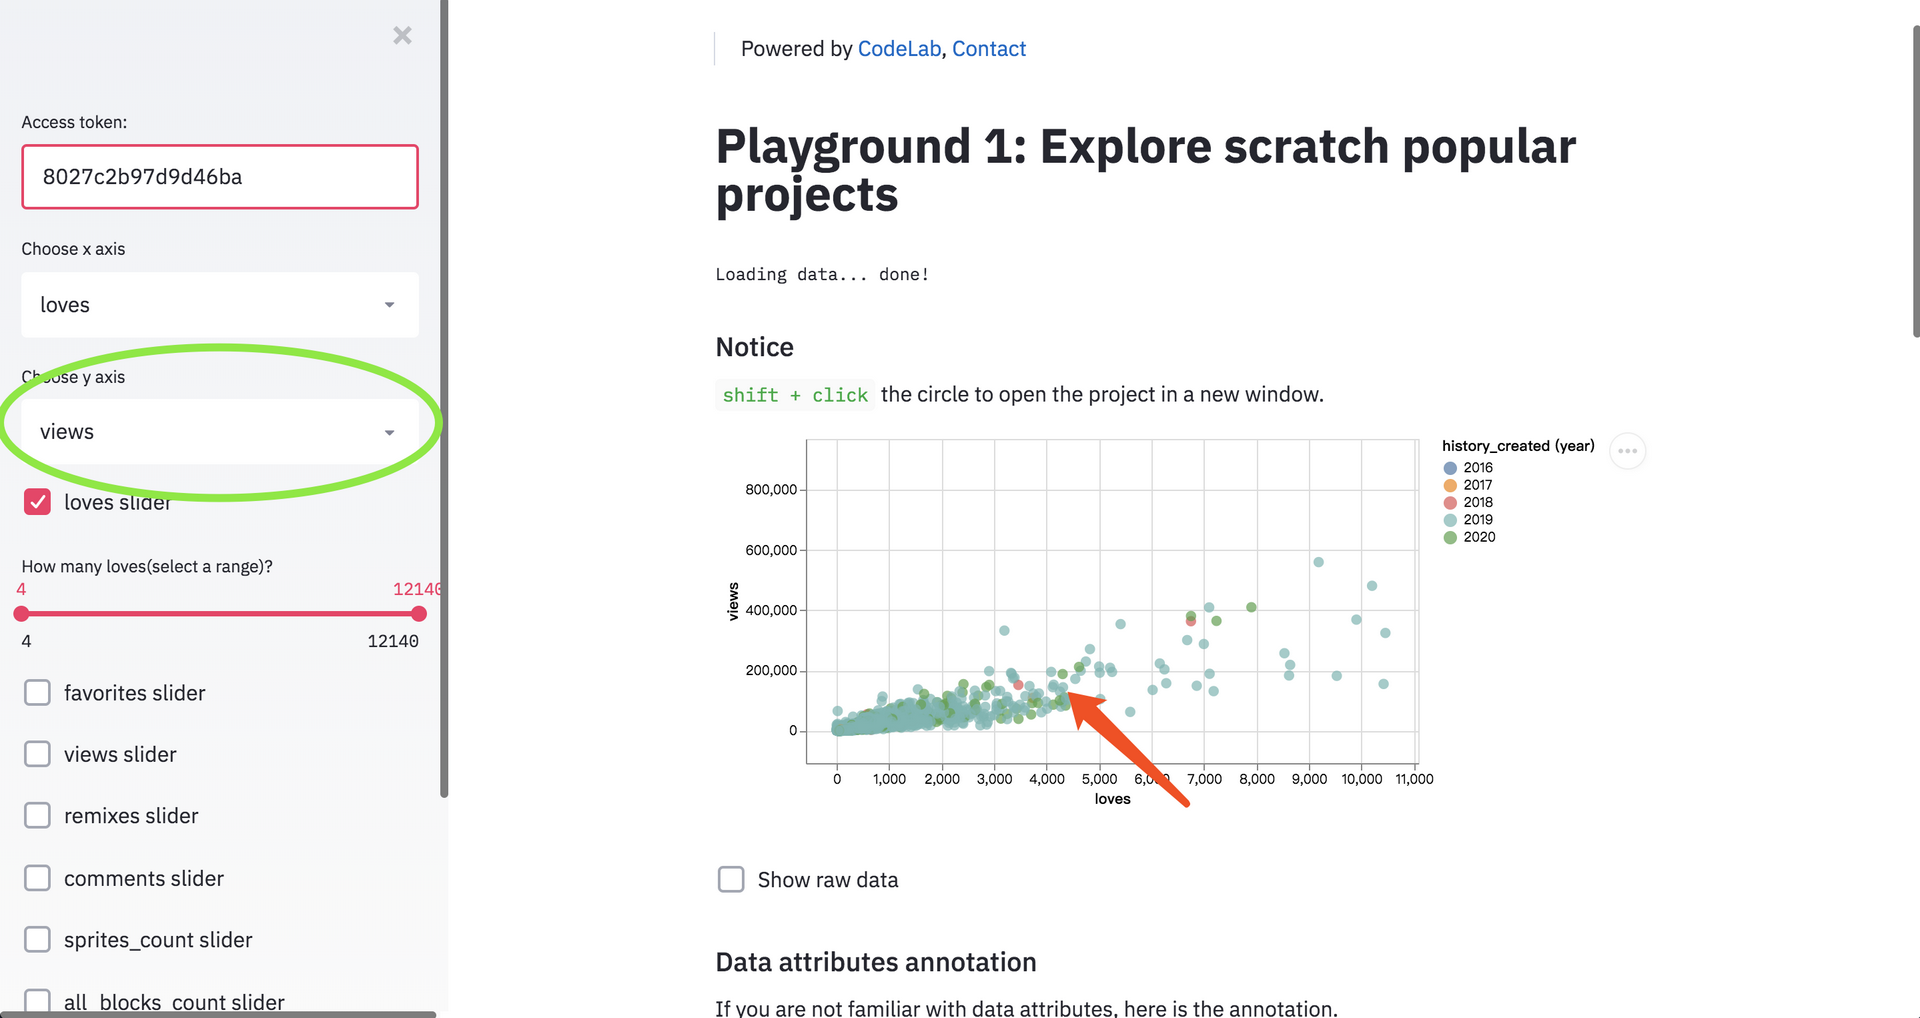 ×
Access token:
8027c2b97d9d46ba
Choose x axis
loves
Choose y axis
views
loves slider
How many loves(select a range)?
4 12140
4 12140
favorites slider
views slider
remixes slider
comments slider
sprites_count slider
all_blocks_count slider
Powered by CodeLab, Contact
Playground 1: Explore scratch popular
projects
Loading data... done!
Notice
shift + click the circle to open the project in a new window.
history_created (year)
2016
2017
2018
2019
2020
views
800,000
600,000
400,000
200,000
0
0 1,000 2,000 3,000 4,000 5,000 6,000 7,000 8,000 9,000 10,000 11,000
loves
Show raw data
Data attributes annotation
If you are not familiar with data attributes, here is the annotation.